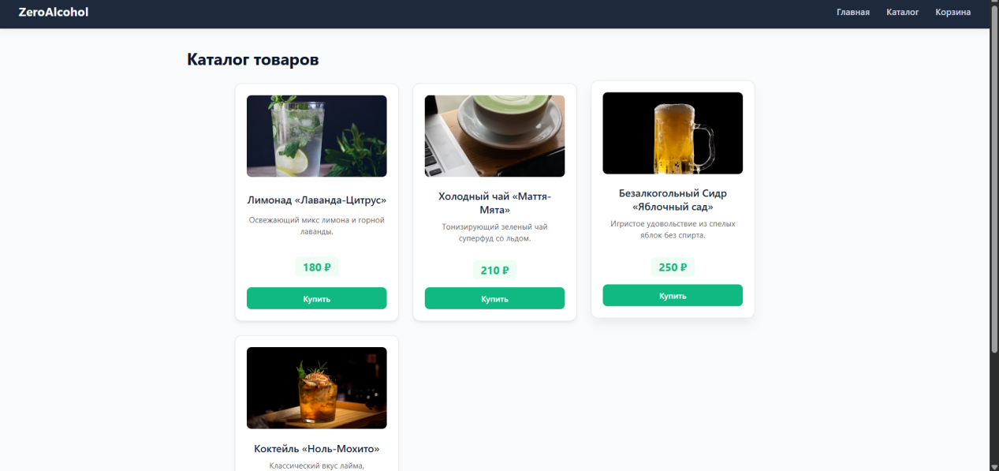 ZeroAlcohol
Главная Каталог Корзина
Каталог товаров
Лимонад «Лаванда-Цитрус»
Освежающий микс лимона и горной
лаванды.
180 ₽
Купить
Холодный чай «Маття-
Мята»
Тонизирующий зеленый чай
суперфуд со льдом.
210 ₽
Купить
Безалкогольный Сидр
«Яблочный сад»
Игристое удовольствие из спелых
яблок без спирта.
250 ₽
Купить
Коктейль «Ноль-Мохито»
Классический вкус лайма,